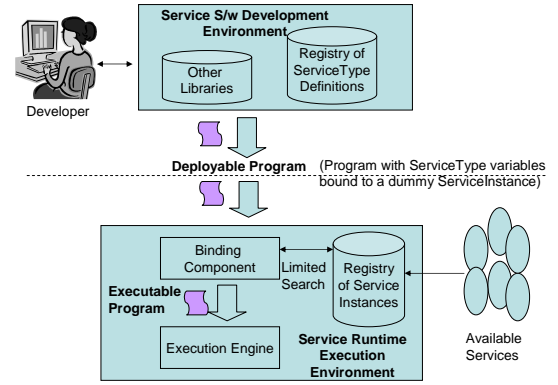 Service S/w Development
Environment
Other
Libraries
Registry of
ServiceType
Definitions
Developer
Deployable Program
(Program with ServiceType variables
bound to a dummy ServiceInstance)
Binding
Component
Limited
Search
Registry
of Service
Instances
Executable
Program
Execution Engine
Service Runtime
Execution
Environment
Available
Services